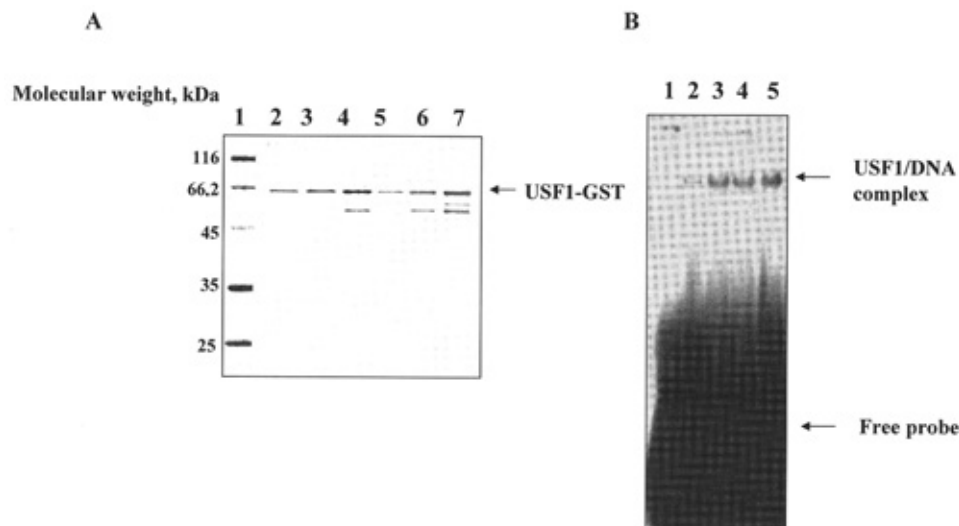 A
Molecular weight, kDa
1 2 3 4 5 6 7
116
66,2
45
35
25
USF1-GST
B
1 2 3 4 5
USF1/DNA
complex
Free probe